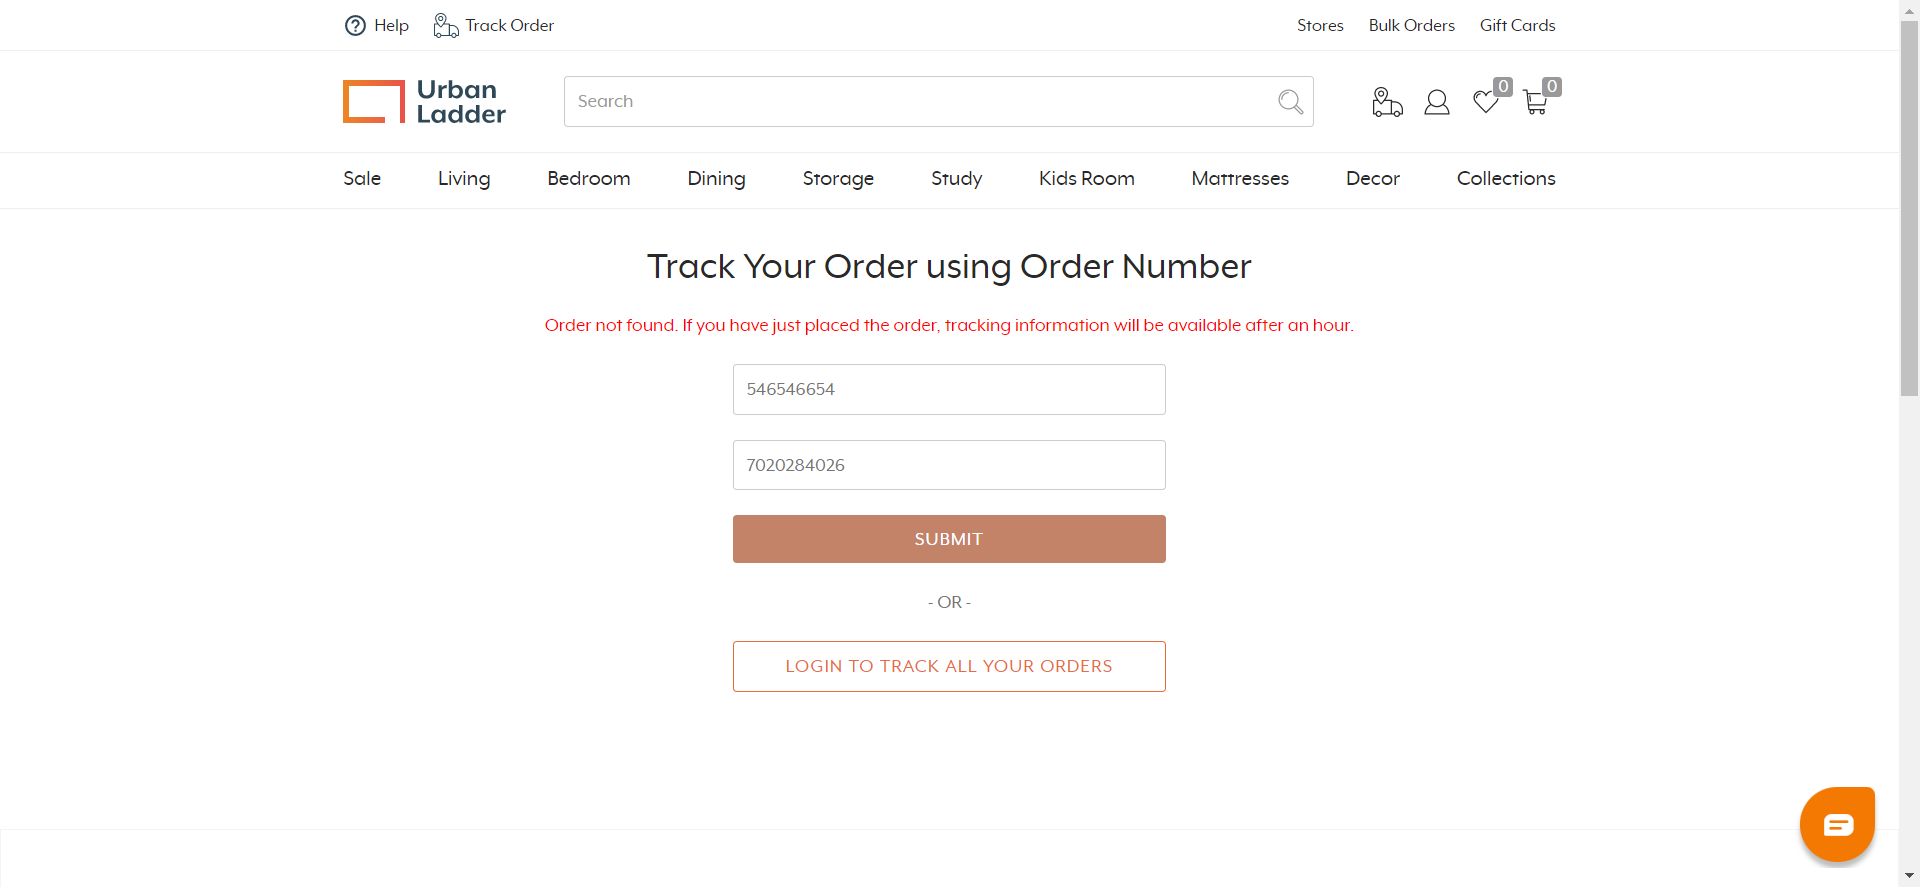 Help Track Order Stores Bulk Orders Gift Cards
Urban
Ladder
Search
0 0
Sale Living Bedroom Dining Storage Study Kids Room Mattresses Decor Collections
Track Your Order using Order Number
Order not found. If you have just placed the order, tracking information will be available after an hour.
546546654
7020284026
SUBMIT
- OR -
LOGIN TO TRACK ALL YOUR ORDERS